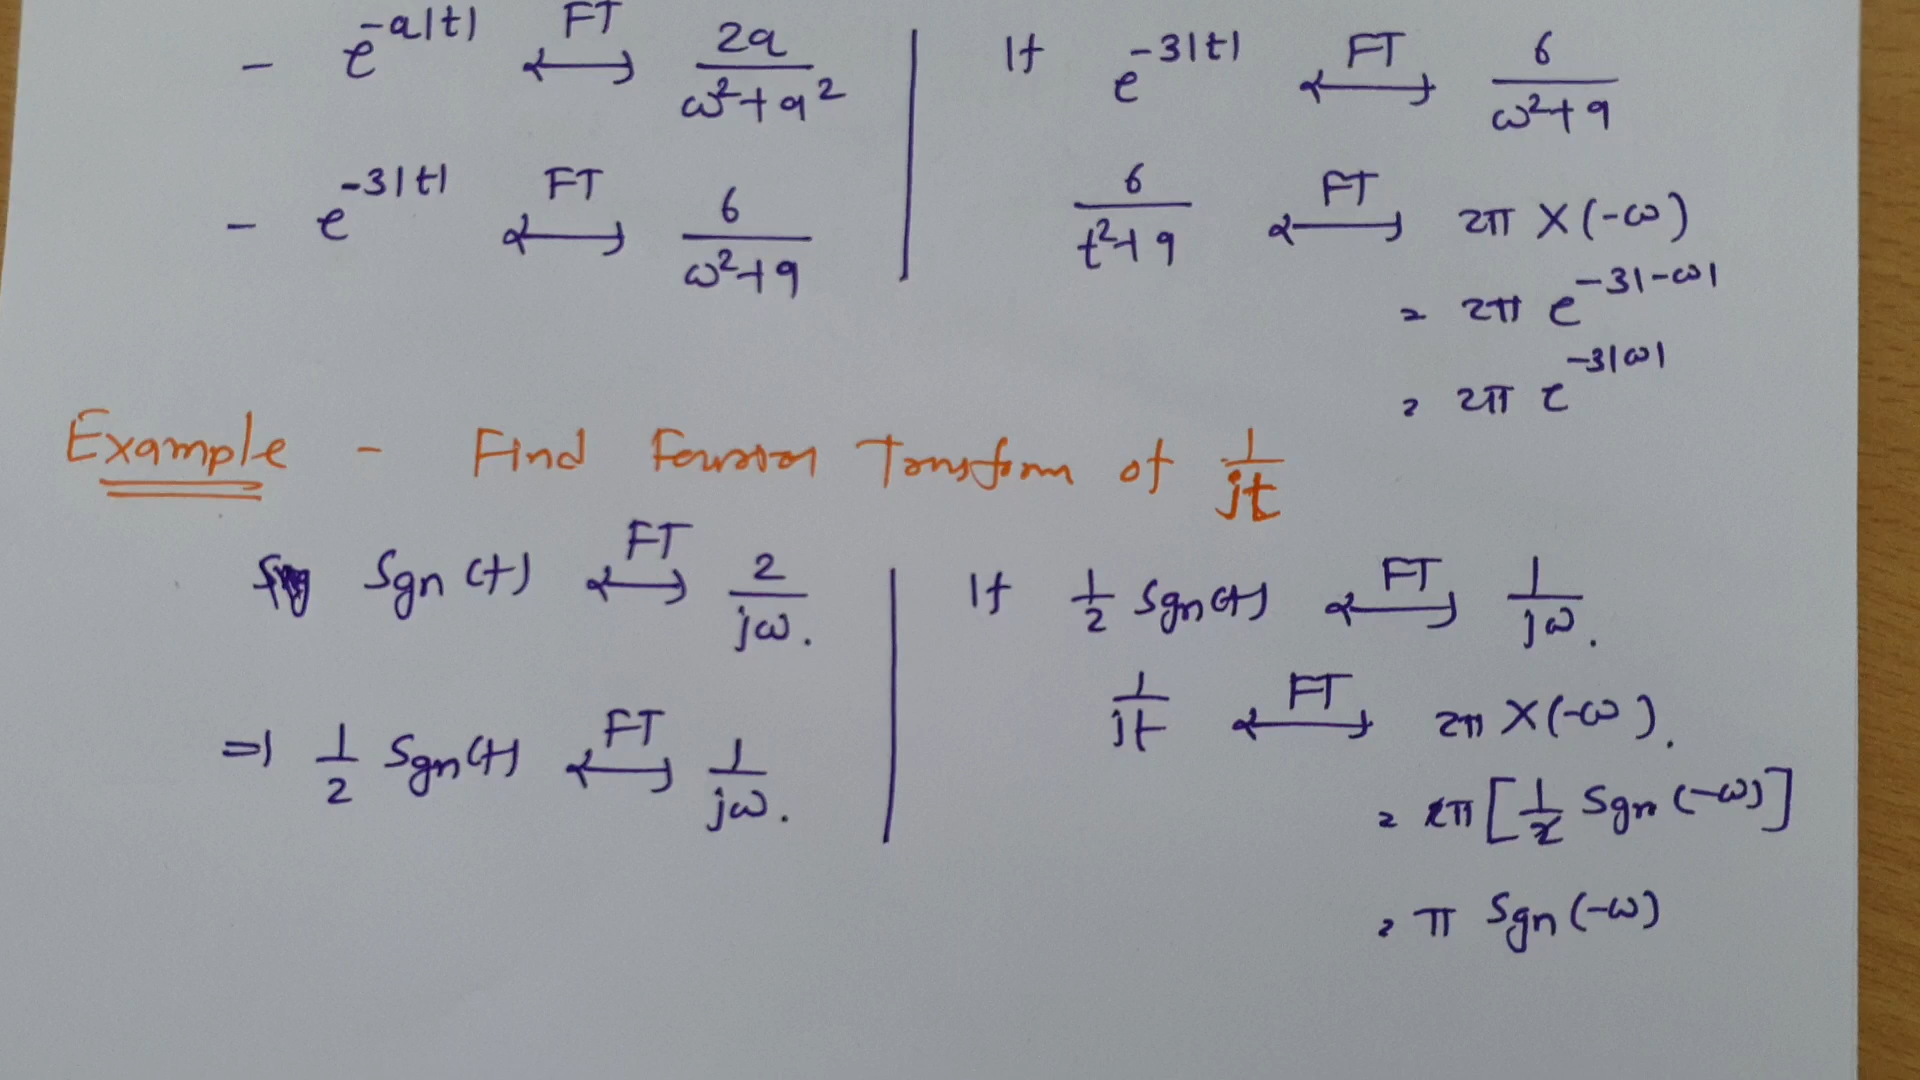 - e^{-a|t|} ←FT→ 2a/(ω²+a²)
- e^{-3|t|} ←FT→ 6/(ω²+9)
If e^{-3|t|} ←FT→ 6/(ω²+9)
6/(t²+9) ←FT→ 2π X(-ω)
= 2π e^{-3|-ω|}
= 2π e^{-3|ω|}
Example - Find Fourier Transform of 1/jt
Sgn(t) ←FT→ 2/jω.
⇒ 1/2 Sgn(t) ←FT→ 1/jω.
If 1/2 Sgn(t) ←FT→ 1/jω.
1/jt ←FT→ 2π X(-ω).
= 2π [1/2 Sgn(-ω)]
= π Sgn(-ω)